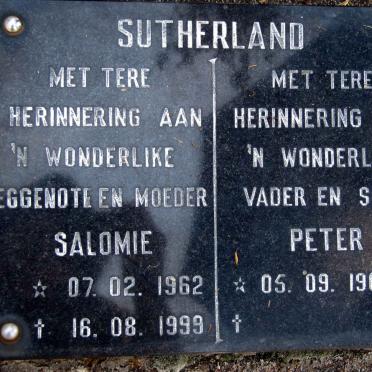 SUTHERLAND
MET TERE
HERINNERING AAN
'N WONDERLIKE
EGGENOTE EN MOEDER
SALOMIE
☆ 07. 02. 1962
† 16. 08. 1999
MET TERE
HERINNERING
'N WONDERL
VADER EN S
PETER
☆ 05. 09. 19
†